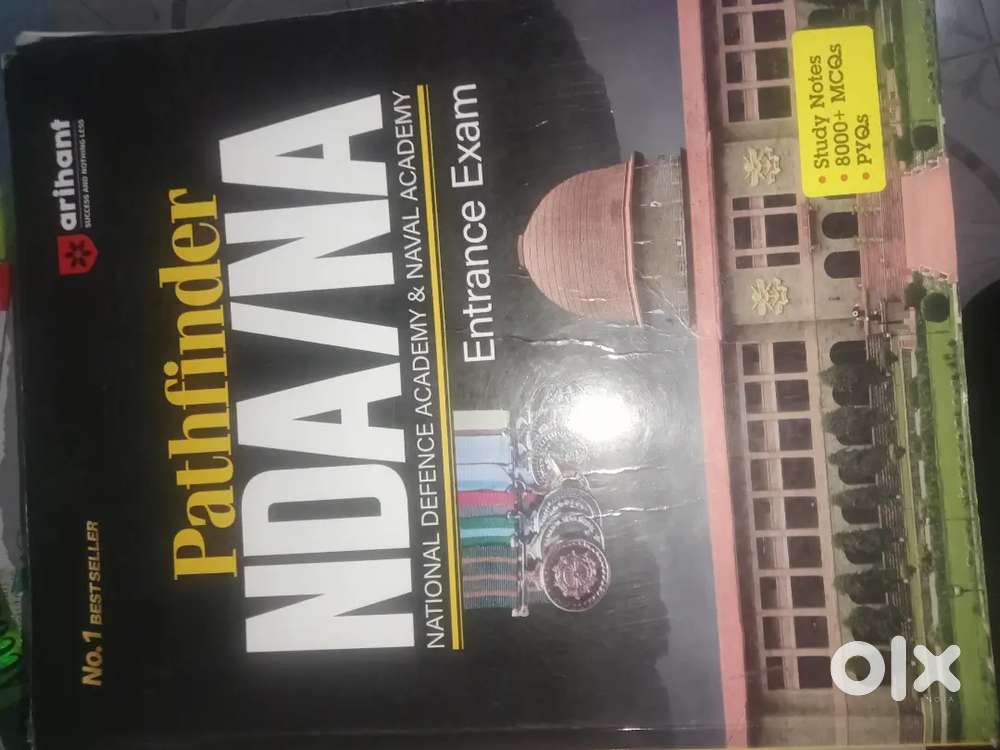 arihant
SUCCESS AND NOTHING LESS
No.1 BESTSELLER
Pathfinder
NDA/NA
NATIONAL DEFENCE ACADEMY & NAVAL ACADEMY
Entrance Exam
• Study Notes
• 8000+ MCQs
• PYQs
olx
INDIA